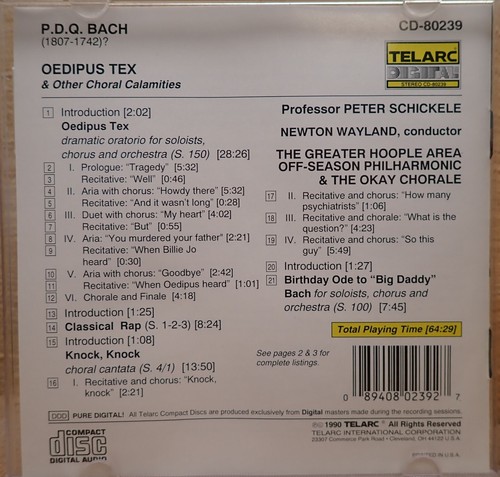 P.D.Q. BACH
(1807-1742)?
CD-80239
TELARC
DIGITAL
STEREO CD-80239
OEDIPUS TEX
& Other Choral Calamities
1 Introduction [2:02]
Oedipus Tex
dramatic oratorio for soloists,
chorus and orchestra (S. 150) [28:26]
2 I. Prologue: "Tragedy" [5:32]
3 Recitative: "Well" [0:46]
4 II. Aria with chorus: "Howdy there" [5:32]
5 Recitative: "And it wasn't long" [0:28]
6 III. Duet with chorus: "My heart" [4:02]
7 Recitative: "But" [0:55]
8 IV. Aria: "You murdered your father" [2:21]
9 Recitative: "When Billie Jo
heard" [0:30]
10 V. Aria with chorus: "Goodbye" [2:42]
11 Recitative: "When Oedipus heard" [1:01]
12 VI. Chorale and Finale [4:18]
13 Introduction [1:25]
14 Classical Rap (S. 1-2-3) [8:24]
15 Introduction [1:08]
Knock, Knock
choral cantata (S. 4/1) [13:50]
16 I. Recitative and chorus: "Knock,
knock" [2:21]
Professor PETER SCHICKELE
NEWTON WAYLAND, conductor
THE GREATER HOOPLE AREA
OFF-SEASON PHILHARMONIC
& THE OKAY CHORALE
17 II. Recitative and chorus: "How many
psychiatrists" [1:06]
18 III. Recitative and chorale: "What is the
question?" [4:23]
19 IV. Recitative and chorus: "So this
guy" [5:49]
20 Introduction [1:27]
21 Birthday Ode to "Big Daddy"
Bach for soloists, chorus and
orchestra (S. 100) [7:45]
Total Playing Time [64:29]
See pages 2 & 3 for
complete listings.
0 89408 02392 7
DDD PURE DIGITAL! All Telarc Compact Discs are produced exclusively from Digital masters made during the recording sessions.
COMPACT
disc
DIGITAL AUDIO
1990 TELARC® All Rights Reserved
TELARC INTERNATIONAL CORPORATION
23307 Commerce Park Road • Cleveland, OH 44122 U.S.A.
PRINTED IN U.S.A.